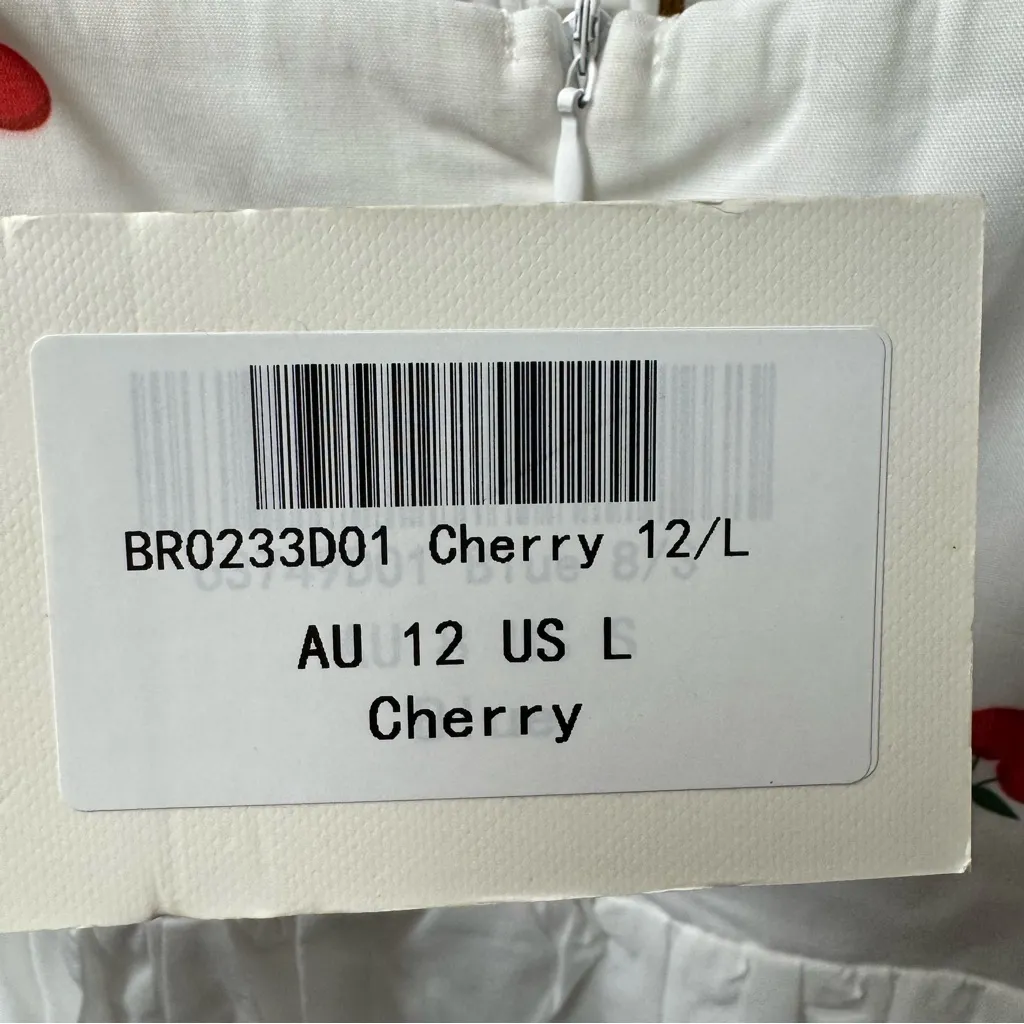 BR0233D01 Cherry 12/L
AU 12 US L
Cherry